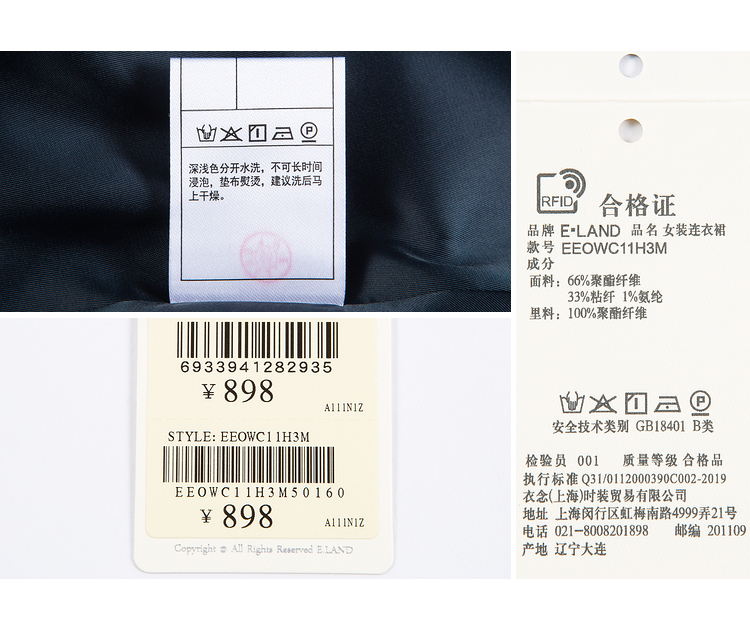 深浅色分开水洗，不可长时间
浸泡，垫布熨烫，建议洗后马
上干燥。
6933941282935
￥898
A111N1Z
STYLE: EEOWC11H3M
EEOWC11H3M50160
￥898
A111N1Z
Copyright @ All Rights Reserved E.LAND
RFID
合格证
品牌 E·LAND 品名 女装连衣裙
款号 EEOWC11H3M
成分
面料：66%聚酯纤维
33%粘纤 1%氨纶
里料：100%聚酯纤维
P
P
安全技术类别 GB18401 B类
检验员 001 质量等级 合格品
执行标准 Q31/0112000390C002-2019
衣念(上海)时装贸易有限公司
地址 上海闵行区虹梅南路4999弄21号
电话 021-8008201898 邮编 201109
产地 辽宁大连